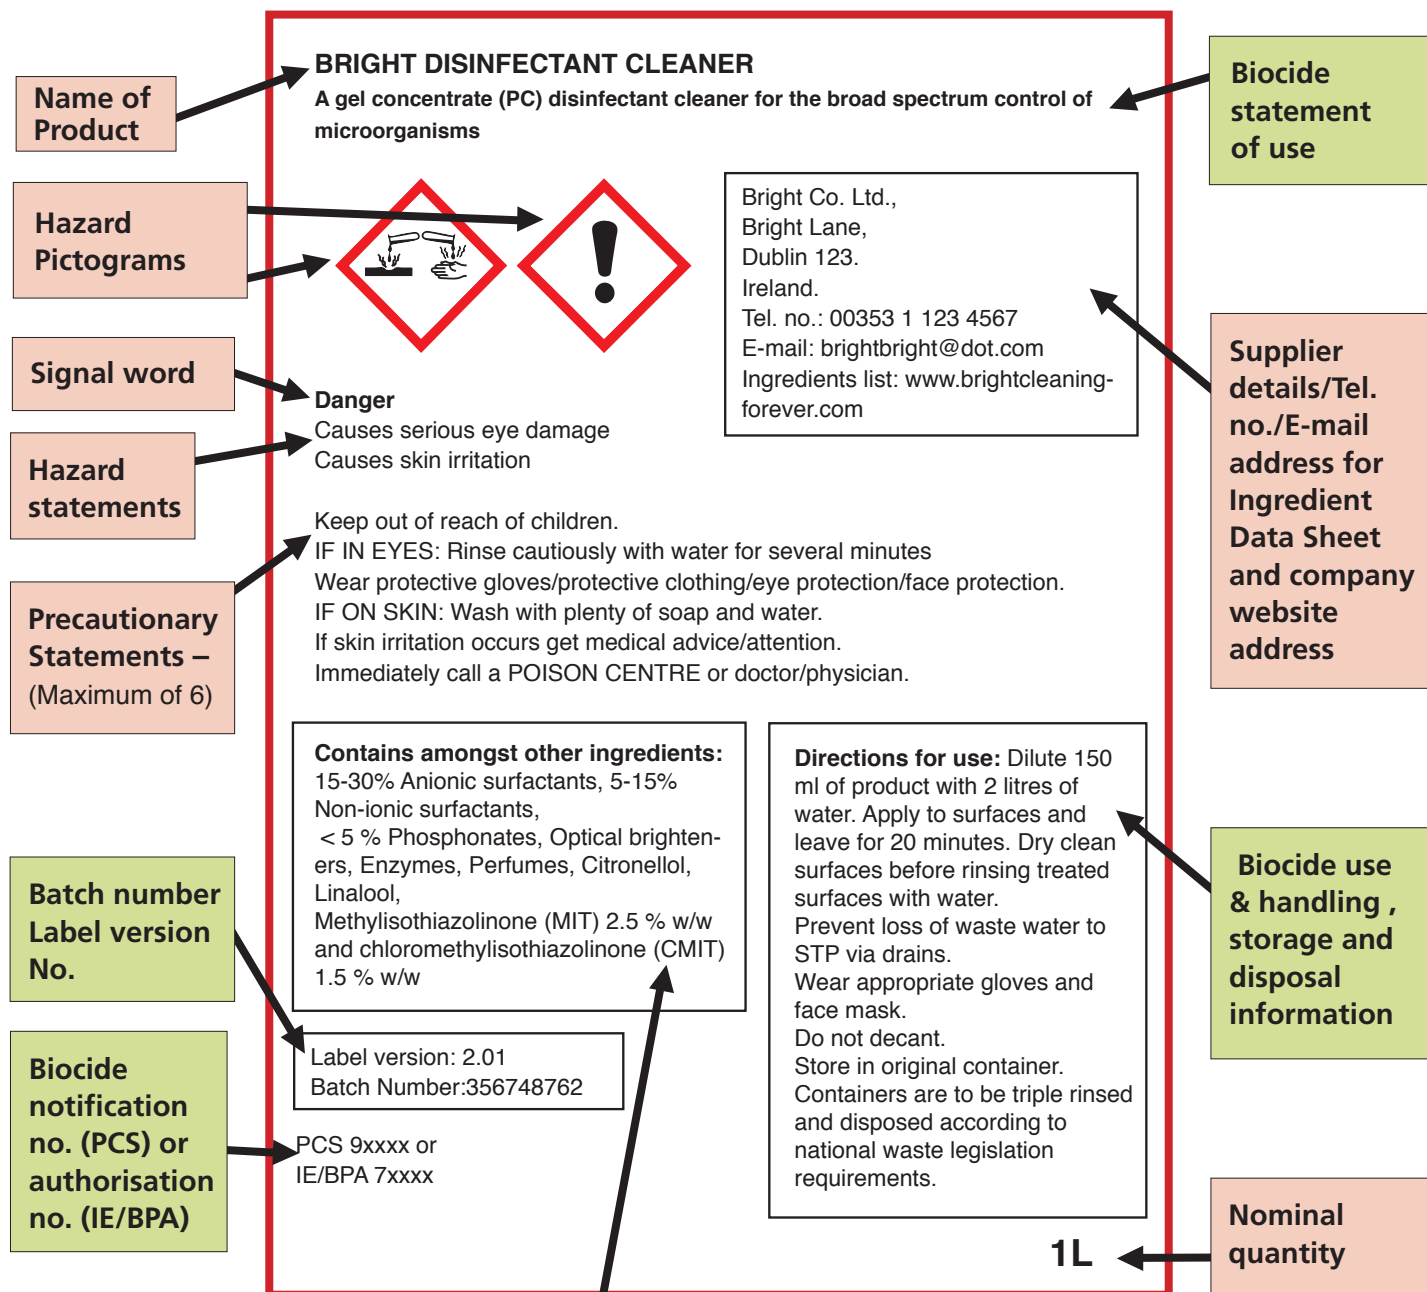 BRIGHT DISINFECTANT CLEANER
A gel concentrate (PC) disinfectant cleaner for the broad spectrum control of
microorganisms
Name of
Product
Biocide
statement
of use
Hazard
Pictograms
Bright Co. Ltd.,
Bright Lane,
Dublin 123.
Ireland.
Tel. no.: 00353 1 123 4567
E-mail: brightbright@dot.com
Ingredients list: www.brightcleaning-
forever.com
Supplier
details/Tel.
no./E-mail
address for
Ingredient
Data Sheet
and company
website
address
Signal word
Danger
Causes serious eye damage
Causes skin irritation
Hazard
statements
Keep out of reach of children.
IF IN EYES: Rinse cautiously with water for several minutes
Wear protective gloves/protective clothing/eye protection/face protection.
IF ON SKIN: Wash with plenty of soap and water.
If skin irritation occurs get medical advice/attention.
Immediately call a POISON CENTRE or doctor/physician.
Precautionary
Statements –
(Maximum of 6)
Contains amongst other ingredients:
15-30% Anionic surfactants, 5-15%
Non-ionic surfactants,
< 5 % Phosphonates, Optical brighten-
ers, Enzymes, Perfumes, Citronellol,
Linalool,
Methylisothiazolinone (MIT) 2.5 % w/w
and chloromethylisothiazolinone (CMIT)
1.5 % w/w
Directions for use: Dilute 150
ml of product with 2 litres of
water. Apply to surfaces and
leave for 20 minutes. Dry clean
surfaces before rinsing treated
surfaces with water.
Prevent loss of waste water to
STP via drains.
Wear appropriate gloves and
face mask.
Do not decant.
Store in original container.
Containers are to be triple rinsed
and disposed according to
national waste legislation
requirements.
Biocide use
& handling ,
storage and
disposal
information
Batch number
Label version
No.
Label version: 2.01
Batch Number:356748762
Biocide
notification
no. (PCS) or
authorisation
no. (IE/BPA)
PCS 9xxxx or
IE/BPA 7xxxx
1L
Nominal
quantity